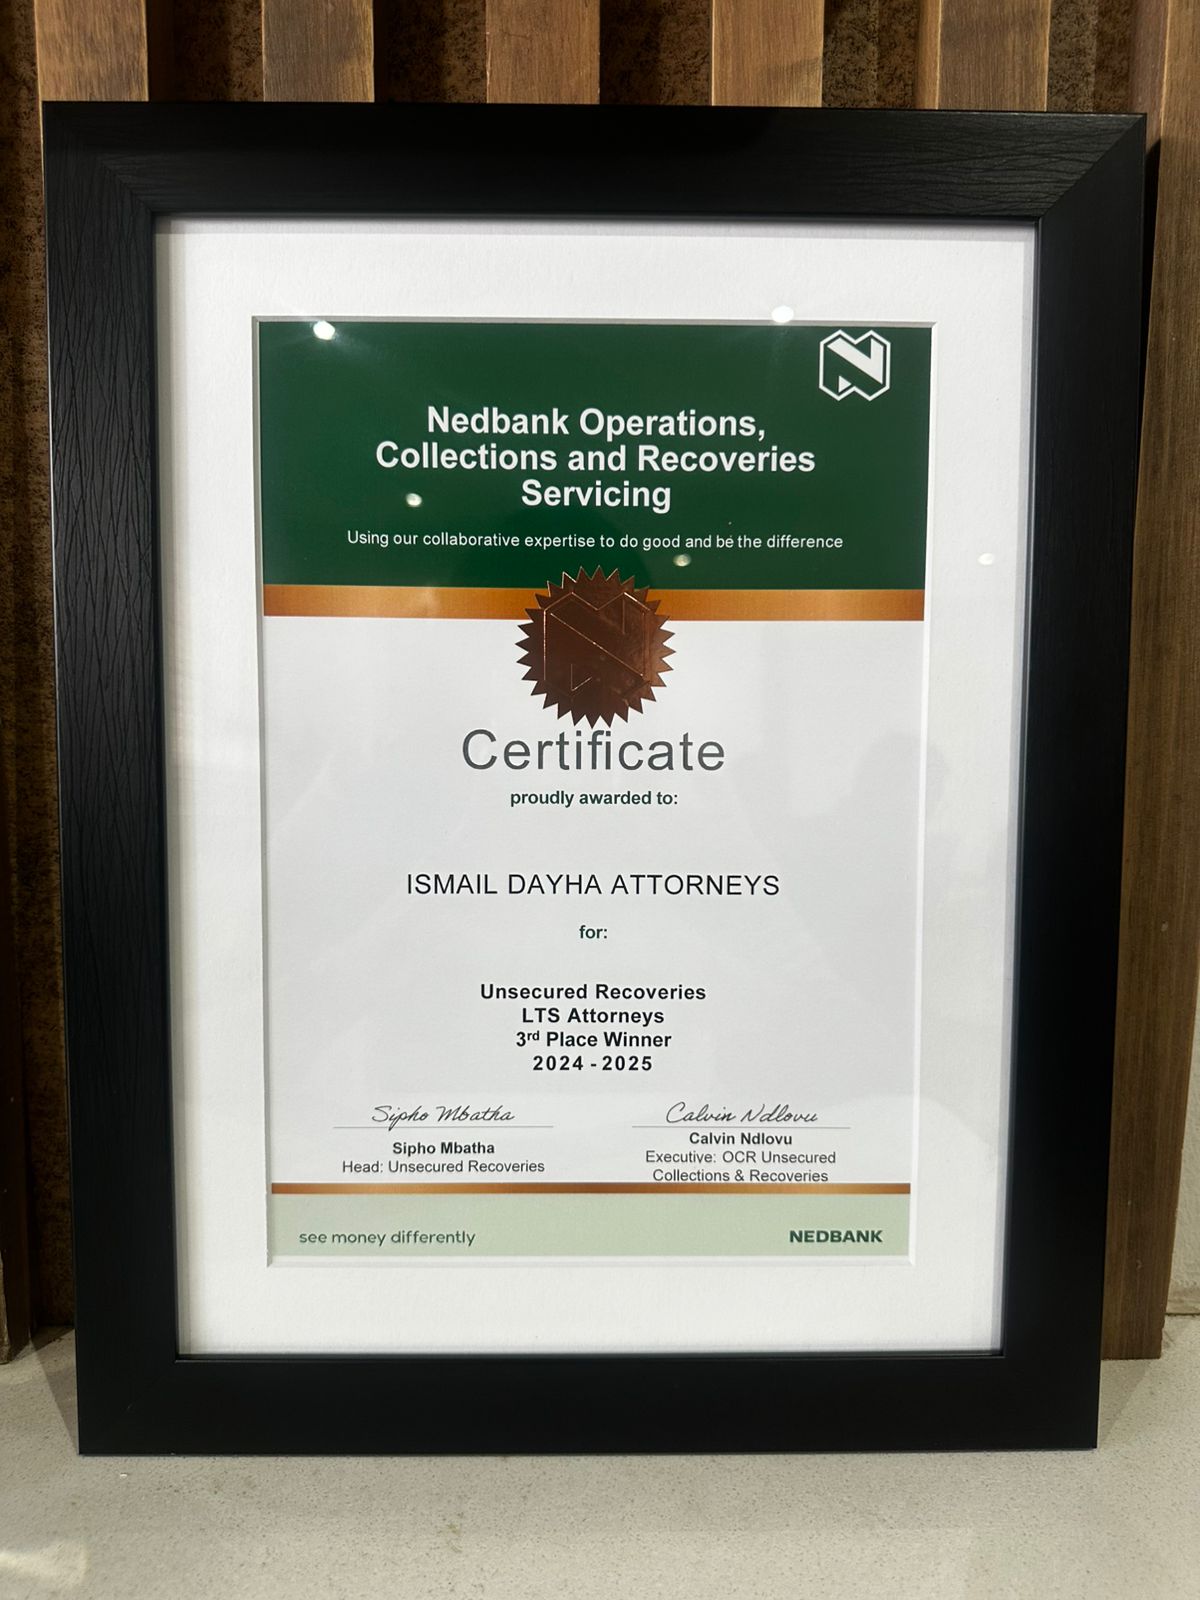 Nedbank Operations,
Collections and Recoveries
Servicing
Using our collaborative expertise to do good and be the difference
Certificate
proudly awarded to:
ISMAIL DAYHA ATTORNEYS
for:
Unsecured Recoveries
LTS Attorneys
3rd Place Winner
2024 - 2025
Sipho Mbatha
Sipho Mbatha
Head: Unsecured Recoveries
Calvin Ndlovu
Calvin Ndlovu
Executive: OCR Unsecured
Collections & Recoveries
see money differently
NEDBANK